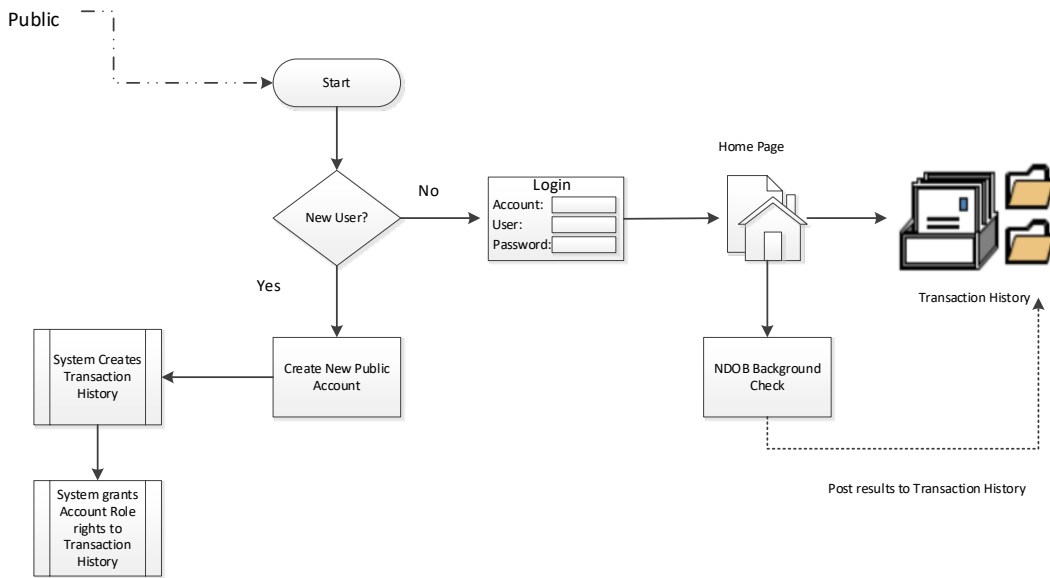 Public
Start
New User?
No
Yes
Login
Account:
User:
Password:
Home Page
Transaction History
System Creates
Transaction
History
Create New Public
Account
NDOB Background
Check
System grants
Account Role
rights to
Transaction
History
Post results to Transaction History